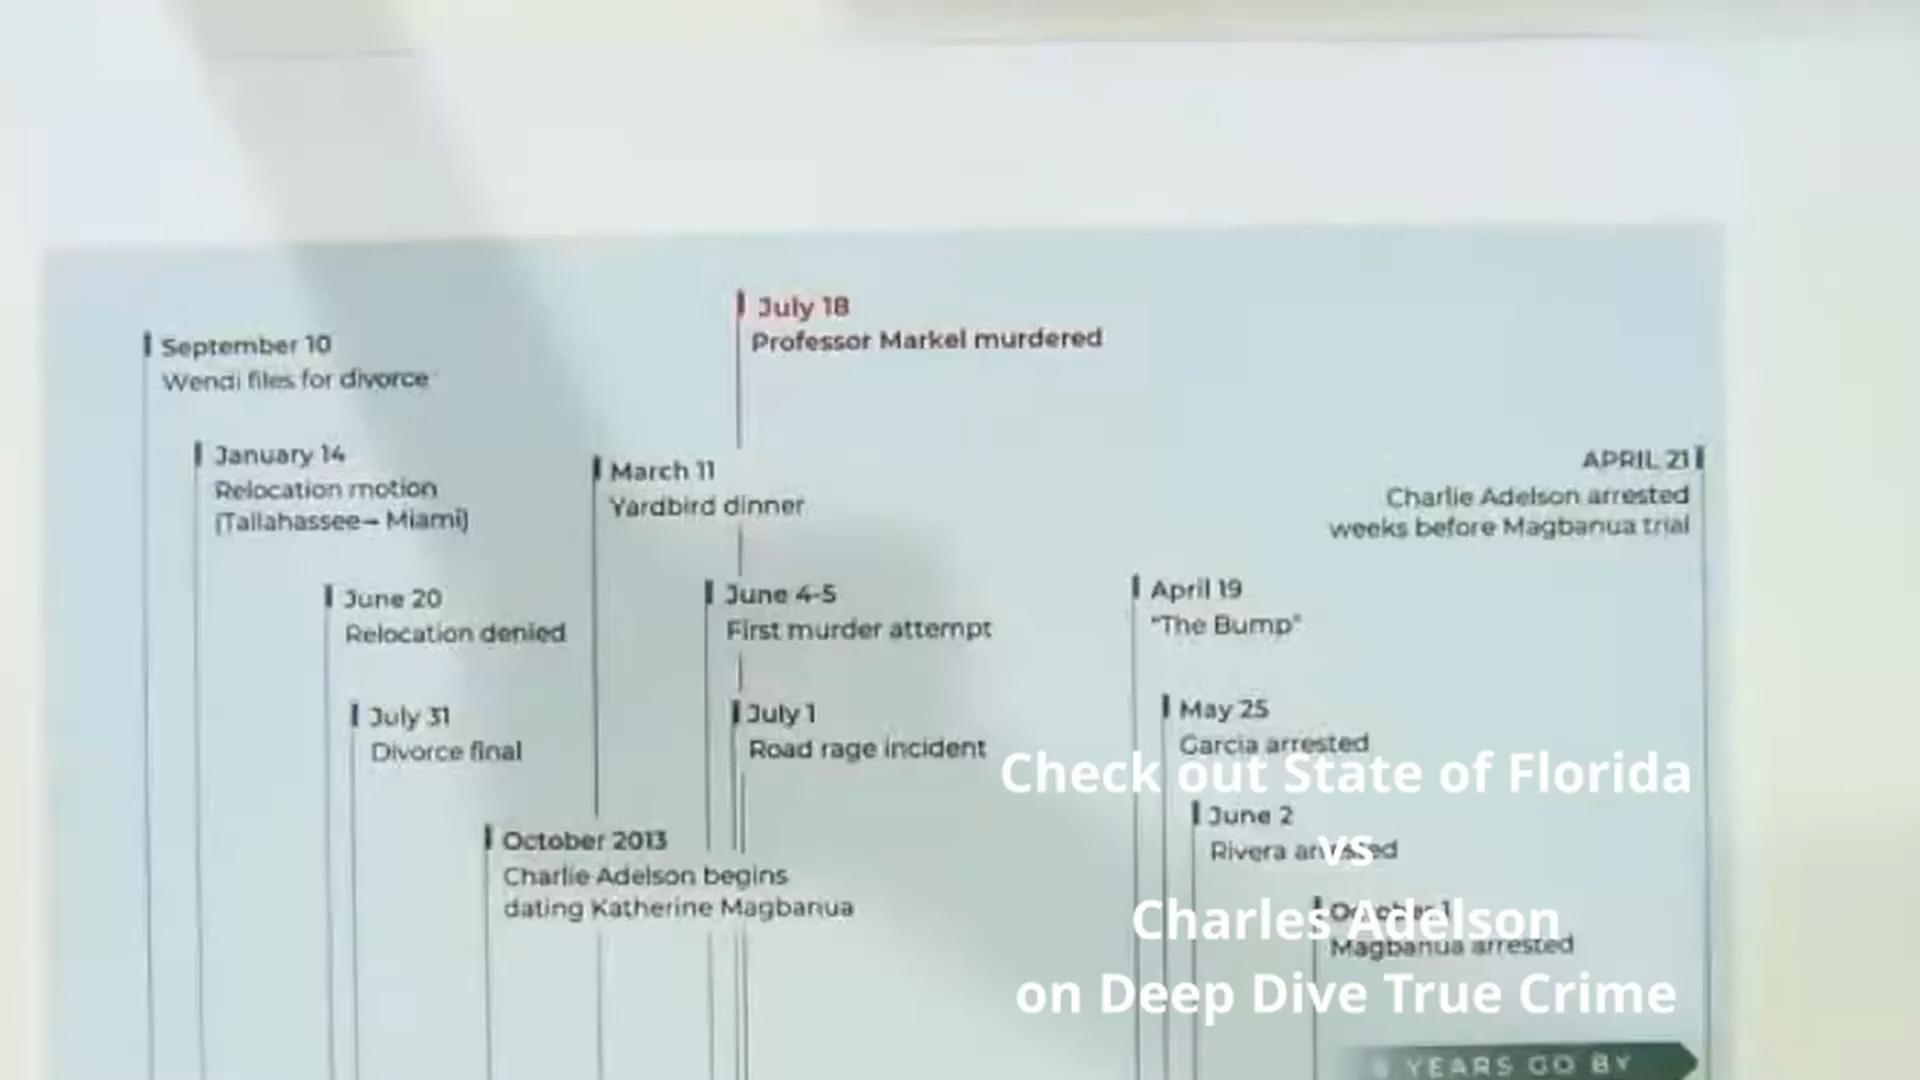 July 18
Professor Markel murdered
September 10
Wendi files for divorce
January 14
Relocation motion
(Tallahassee→ Miami)
March 11
Yardbird dinner
APRIL 21
Charlie Adelson arrested
weeks before Magbanua trial
June 20
Relocation denied
June 4-5
First murder attempt
April 19
"The Bump"
July 31
Divorce final
July 1
Road rage incident
May 25
Garcia arrested
October 2013
Charlie Adelson begins
dating Katherine Magbanua
June 2
Rivera arrested
October 1
Magbanua arrested
YEARS GO BY
Check out State of Florida
vs
Charles Adelson
on Deep Dive True Crime